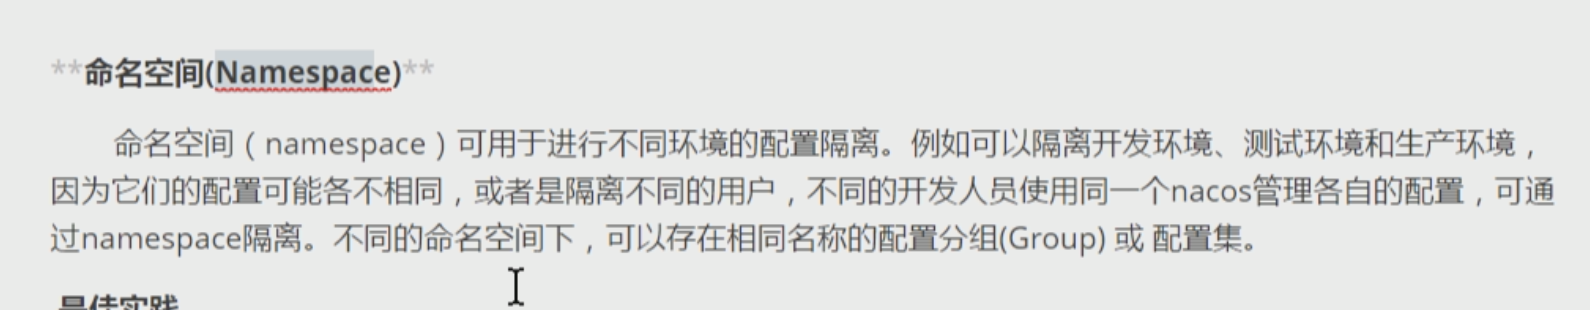 **命名空间(Namespace)**
命名空间（namespace）可用于进行不同环境的配置隔离。例如可以隔离开发环境、测试环境和生产环境，
因为它们的配置可能各不相同，或者是隔离不同的用户，不同的开发人员使用同一个nacos管理各自的配置，可通
过namespace隔离。不同的命名空间下，可以存在相同名称的配置分组(Group) 或 配置集。
最佳实践